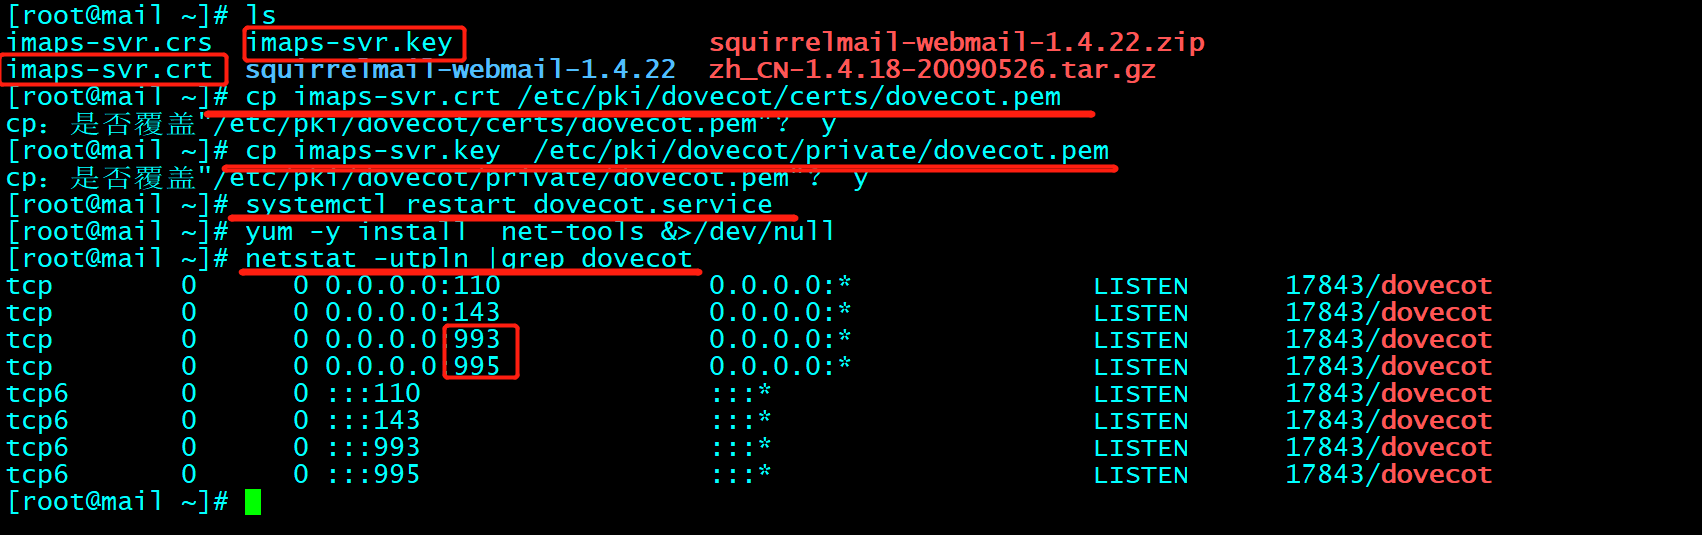 [root@mail ~]# ls
imaps-svr.crs  imaps-svr.key                squirrelmail-webmail-1.4.22.zip
imaps-svr.crt  squirrelmail-webmail-1.4.22  zh_CN-1.4.18-20090526.tar.gz
[root@mail ~]# cp imaps-svr.crt /etc/pki/dovecot/certs/dovecot.pem
cp：是否覆盖"/etc/pki/dovecot/certs/dovecot.pem"？ y
[root@mail ~]# cp imaps-svr.key  /etc/pki/dovecot/private/dovecot.pem
cp：是否覆盖"/etc/pki/dovecot/private/dovecot.pem"？ y
[root@mail ~]# systemctl restart dovecot.service
[root@mail ~]# yum -y install  net-tools &>/dev/null
[root@mail ~]# netstat -utpln |grep dovecot
tcp        0      0 0.0.0.0:110             0.0.0.0:*               LISTEN      17843/dovecot
tcp        0      0 0.0.0.0:143             0.0.0.0:*               LISTEN      17843/dovecot
tcp        0      0 0.0.0.0:993             0.0.0.0:*               LISTEN      17843/dovecot
tcp        0      0 0.0.0.0:995             0.0.0.0:*               LISTEN      17843/dovecot
tcp6       0      0 :::110                  :::*                    LISTEN      17843/dovecot
tcp6       0      0 :::143                  :::*                    LISTEN      17843/dovecot
tcp6       0      0 :::993                  :::*                    LISTEN      17843/dovecot
tcp6       0      0 :::995                  :::*                    LISTEN      17843/dovecot
[root@mail ~]#